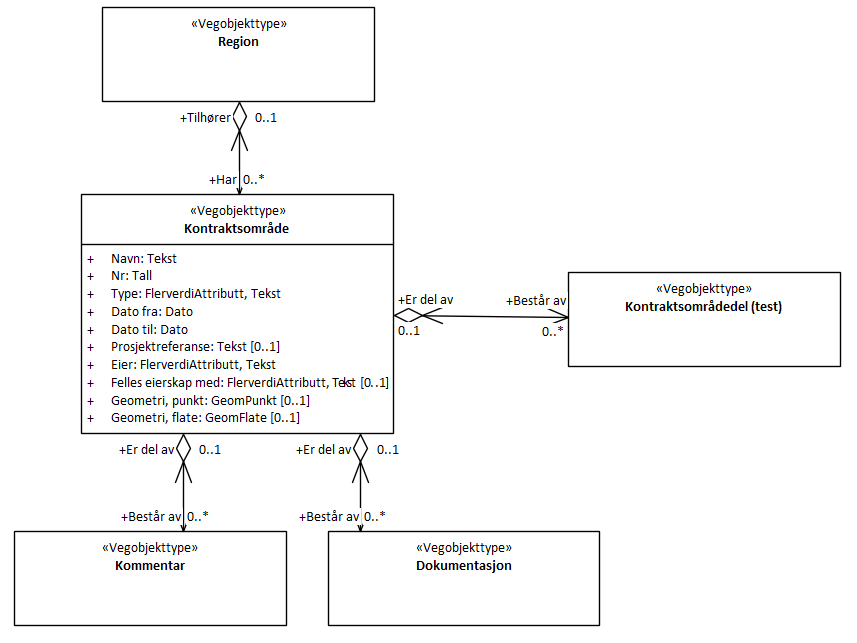 «Vegobjekttype»
Region
+Tilhører 0..1
+Har 0..*
«Vegobjekttype»
Kontraktsområde
+ Navn: Tekst
+ Nr: Tall
+ Type: FlerverdiAttributt, Tekst
+ Dato fra: Dato
+ Dato til: Dato
+ Prosjektreferanse: Tekst [0..1]
+ Eier: FlerverdiAttributt, Tekst
+ Felles eierskap med: FlerverdiAttributt, Tekst [0..1]
+ Geometri, punkt: GeomPunkt [0..1]
+ Geometri, flate: GeomFlate [0..1]
+Er del av +Består av
0..1 0..*
«Vegobjekttype»
Kontraktsområdedel (test)
+Er del av 0..1
+Består av 0..*
+Er del av 0..1
+Består av 0..*
«Vegobjekttype»
Kommentar
«Vegobjekttype»
Dokumentasjon